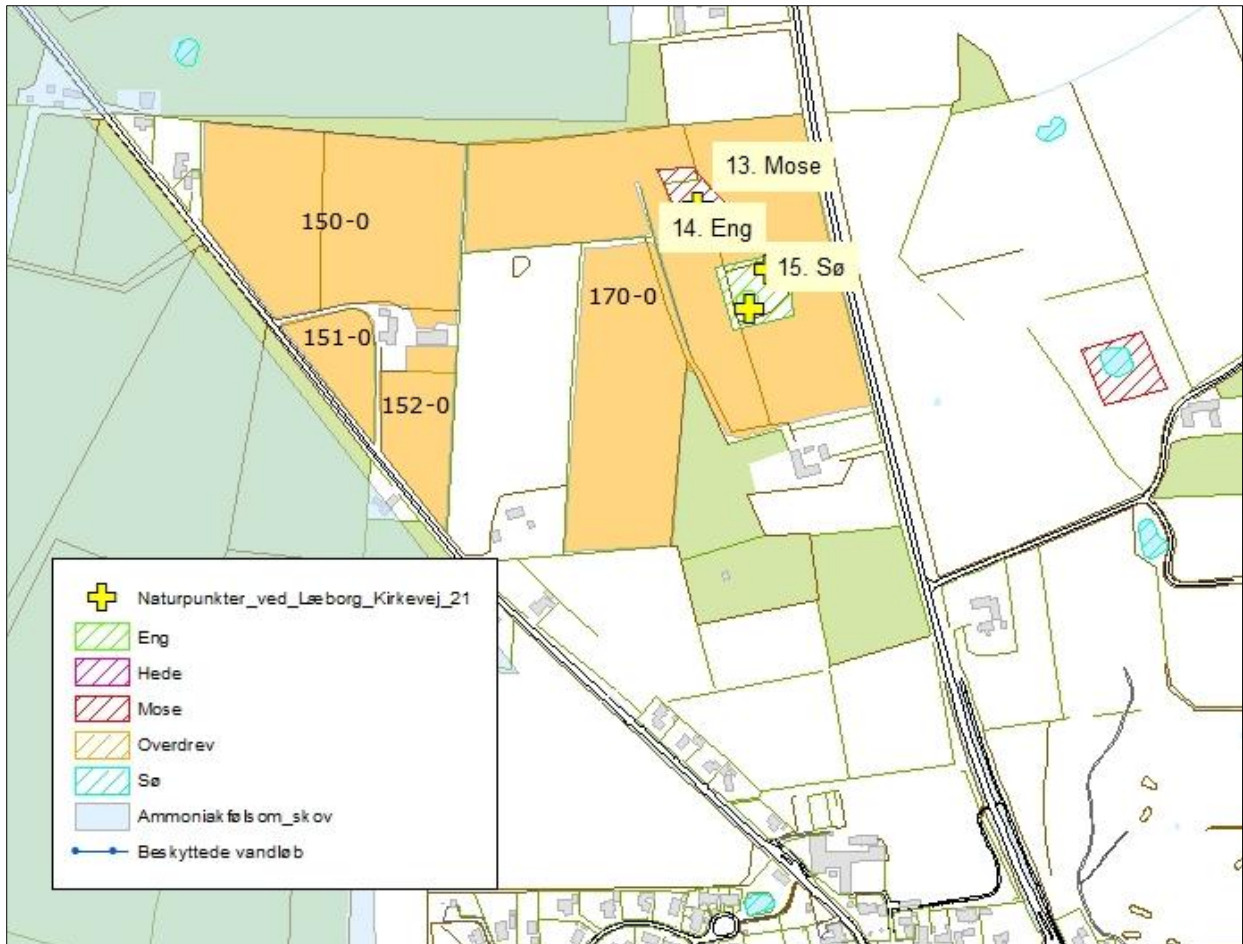 13. Mose
150-0
14. Eng
15. Sø
170-0
151-0
152-0
Naturpunkter_ved_Læborg_Kirkevej_21
Eng
Hede
Mose
Overdrev
Sø
Ammoniakfølsom_skov
Beskyttede vandløb